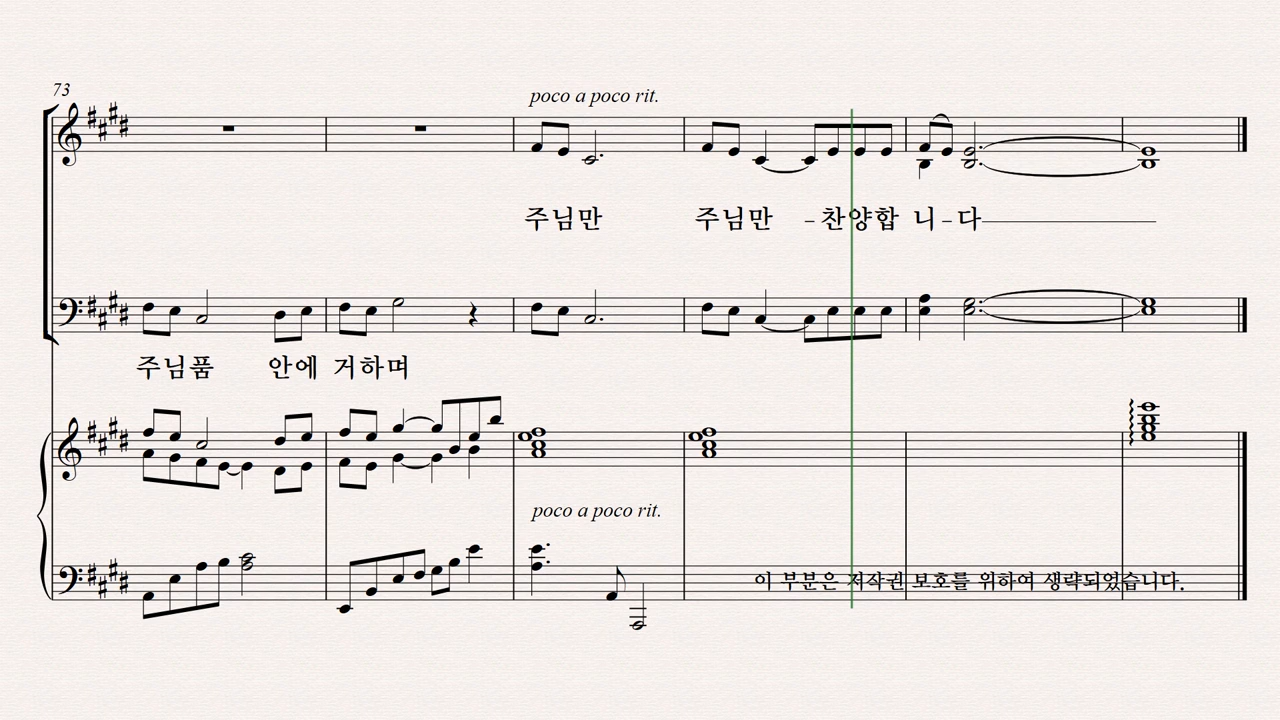 73
poco a poco rit.
주님만 주님만 - 찬양합 니 - 다
주님품 안에 거하며
poco a poco rit.
이 부분은 저작권 보호를 위하여 생략되었습니다.